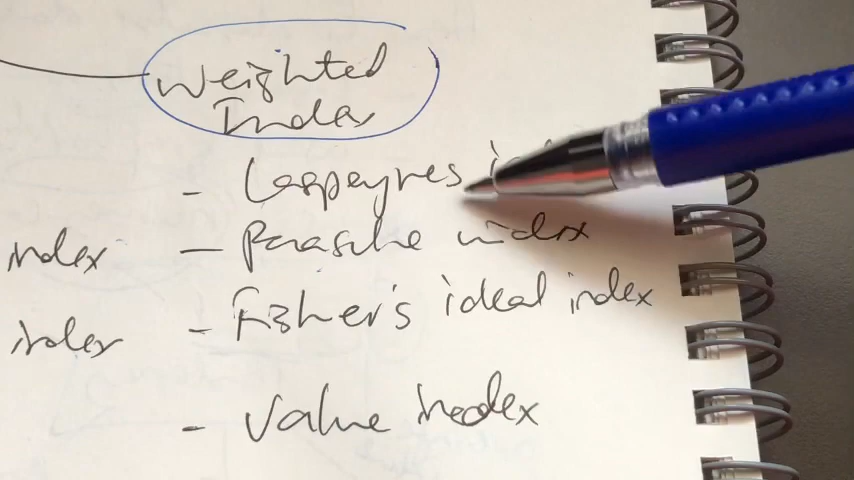 Weighted
Index
- Laspeyres
index - Paasche index
- Fisher's ideal index
index
- Value index